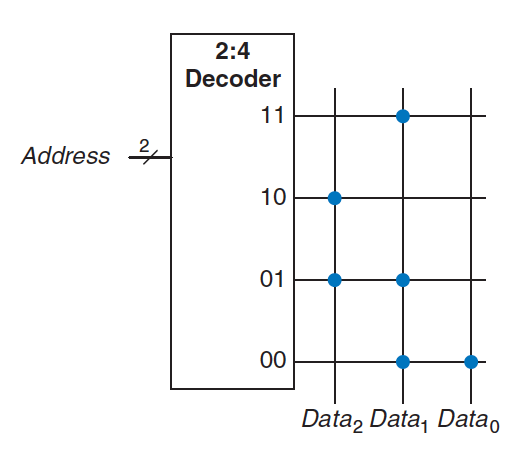 2:4
Decoder
11
Address 2
10
01
00
Data₂ Data₁ Data₀